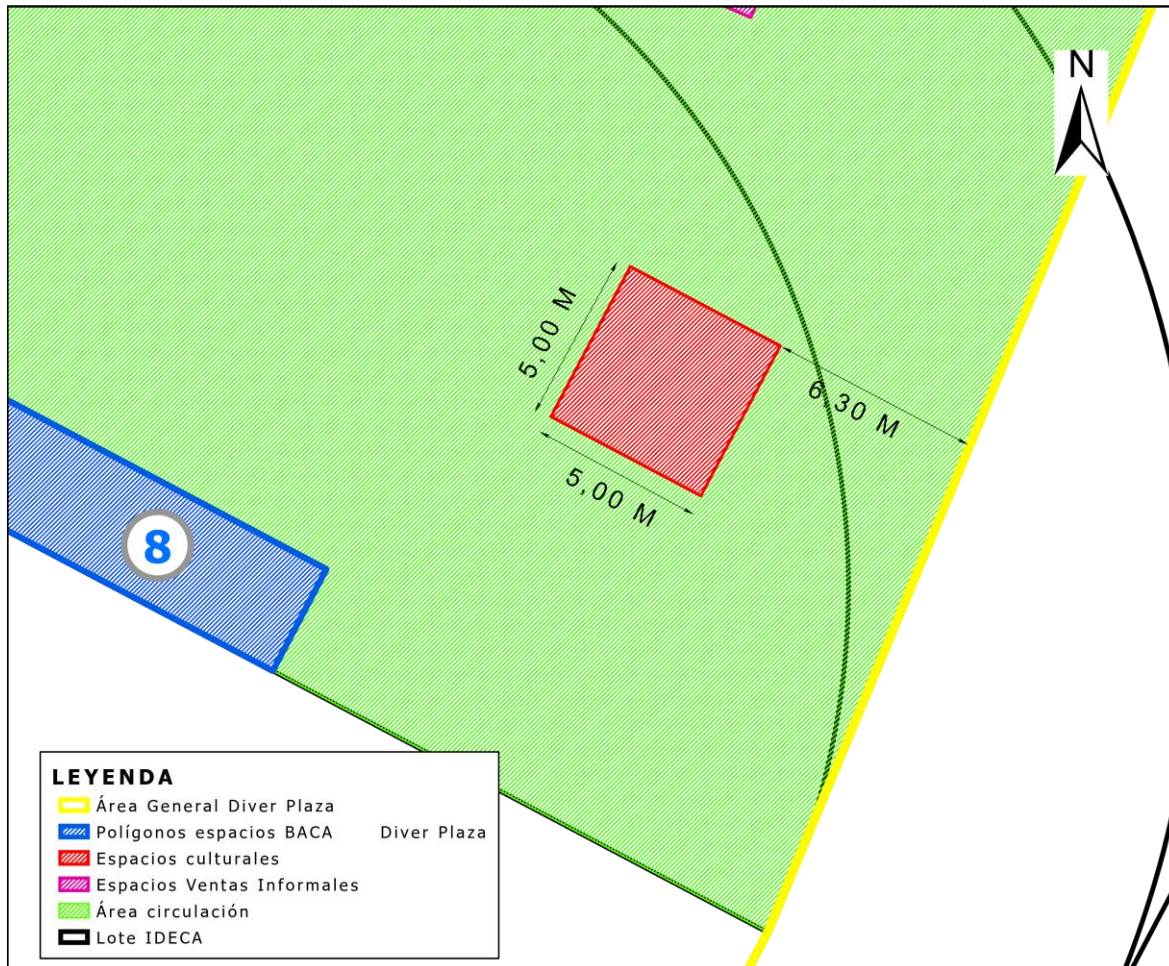 N
5,00 M
6,30 M
5,00 M
8
LEYENDA
Área General Diver Plaza
Polígonos espacios BACA Diver Plaza
Espacios culturales
Espacios Ventas Informales
Área circulación
Lote IDECA